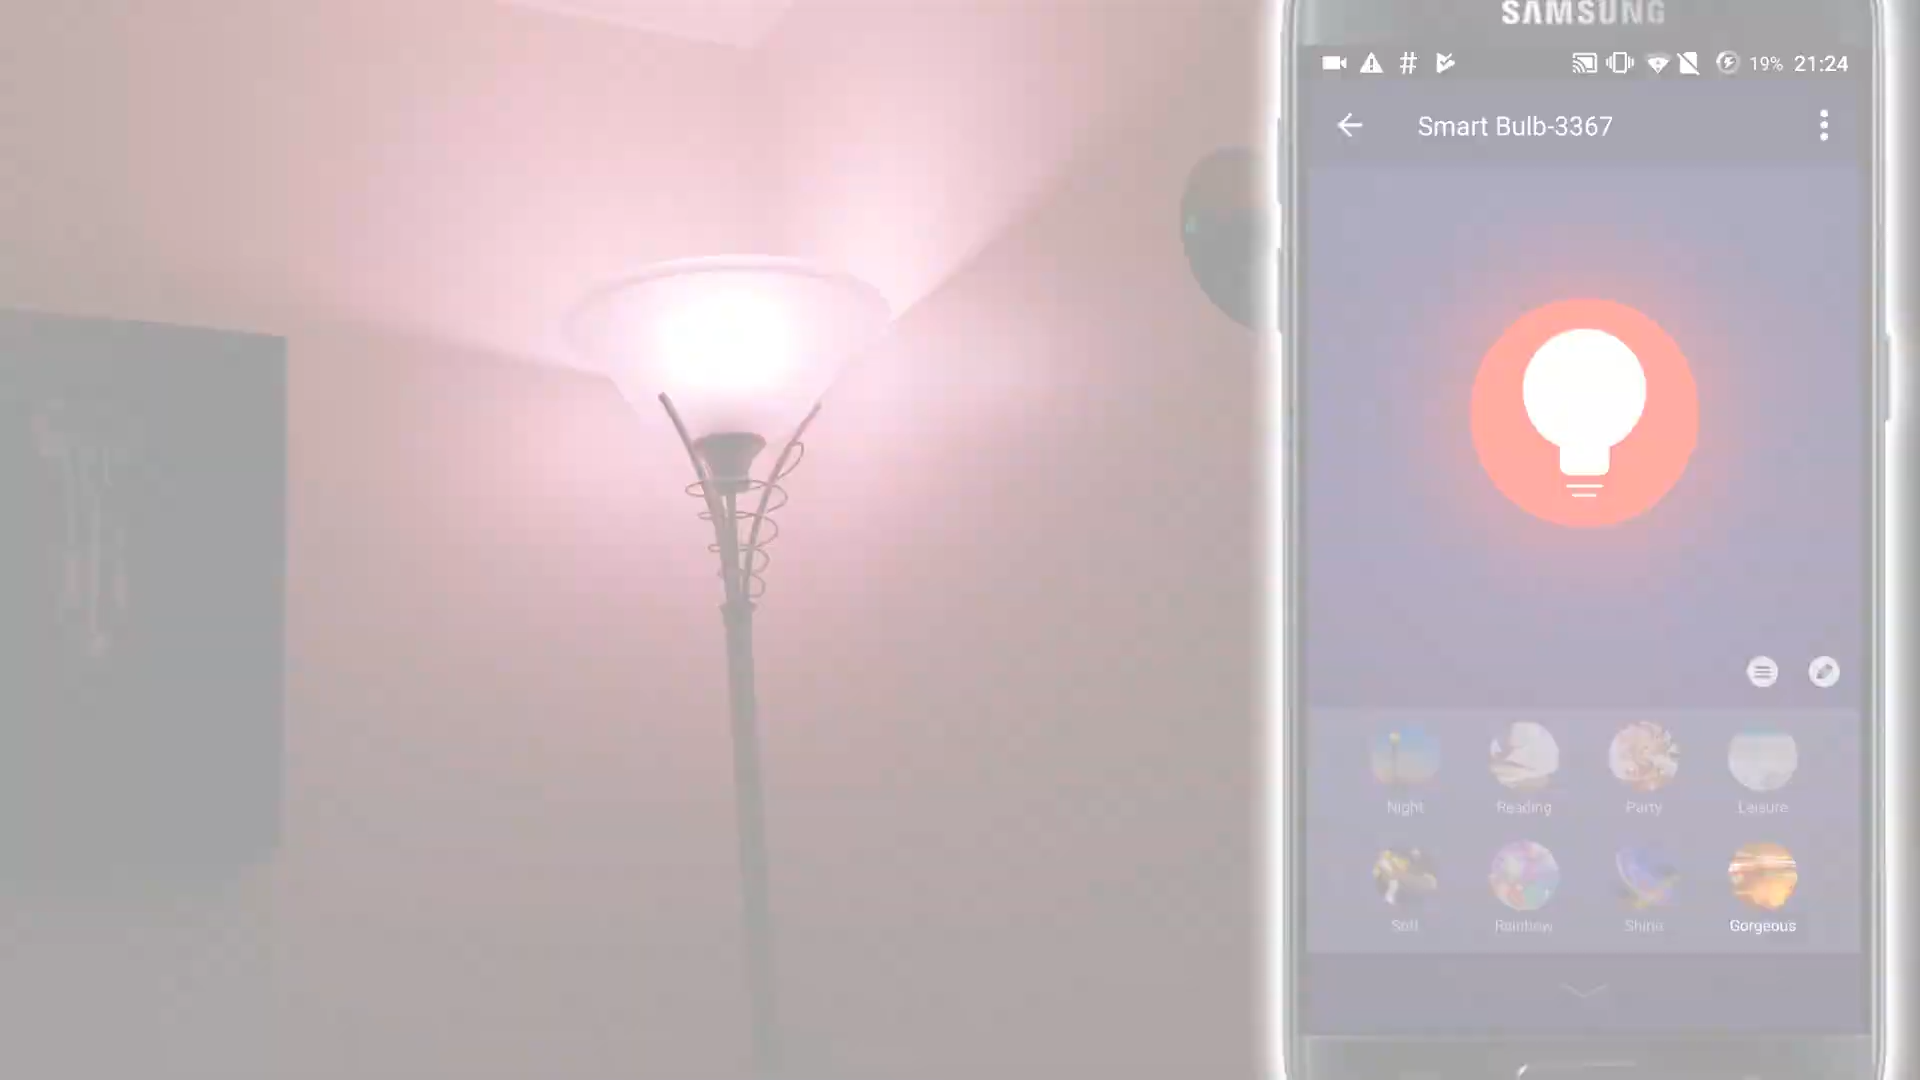 SAMSUNG
# 19% 21:24
Smart Bulb-3367
Night Reading Party Leisure
Soft Rainbow Shine Gorgeous